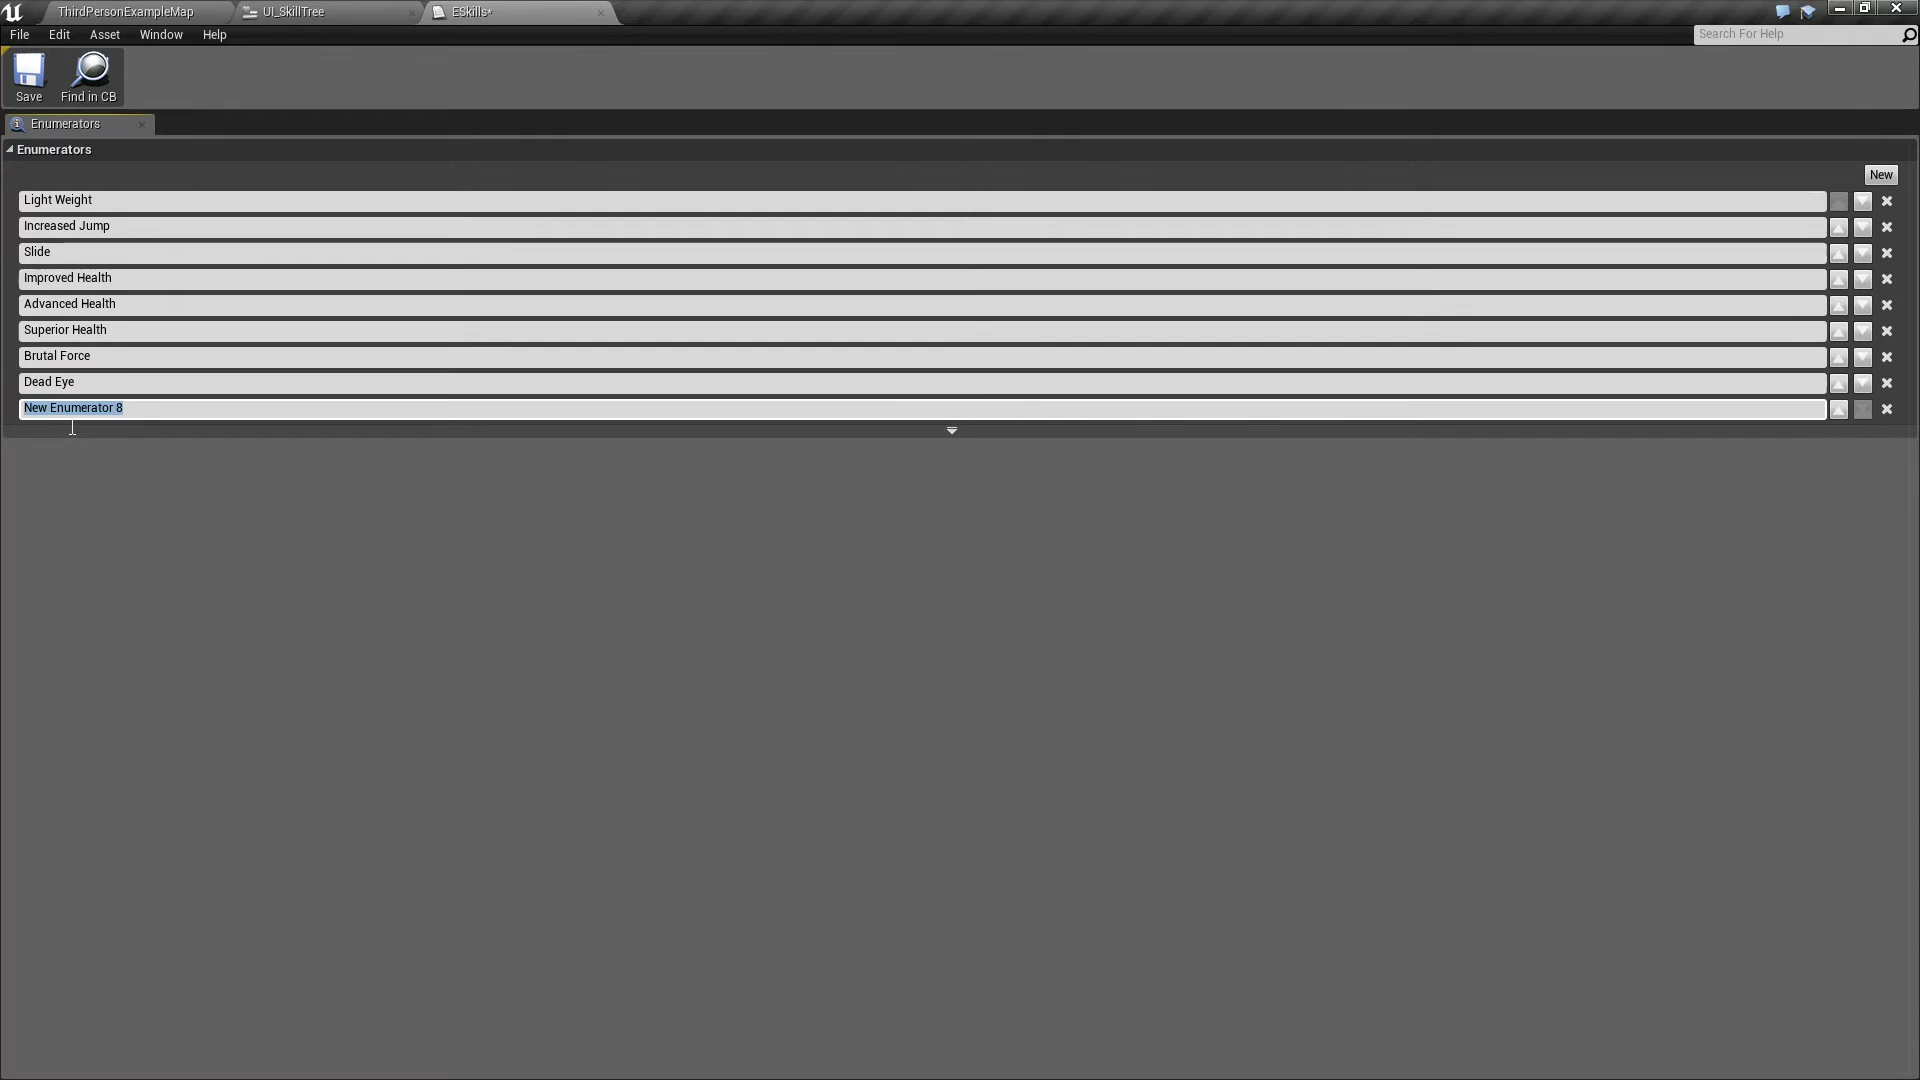 ThirdPersonExampleMap
UI_SkillTree
ESkills*
File Edit Asset Window Help
Search For Help
Save Find in CB
Enumerators
Enumerators
New
Light Weight
Increased Jump
Slide
Improved Health
Advanced Health
Superior Health
Brutal Force
Dead Eye
New Enumerator 8